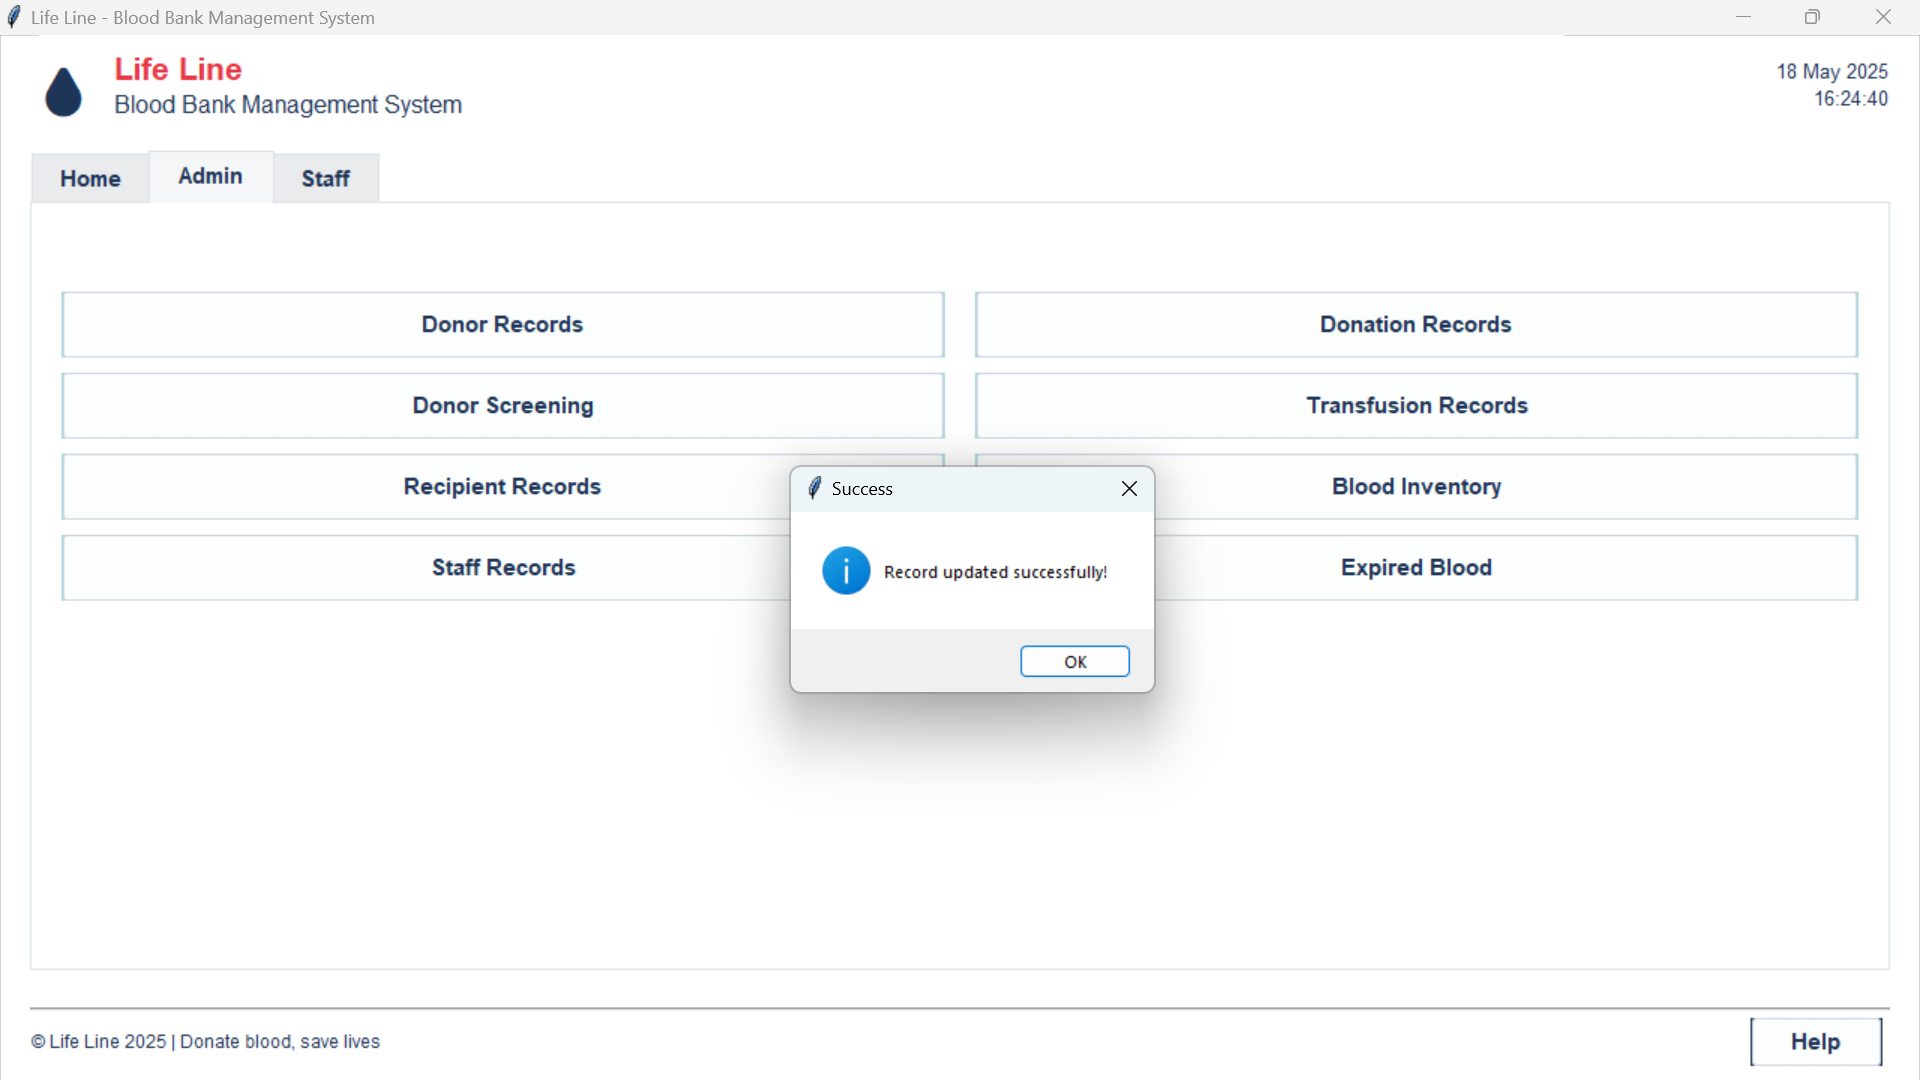 Life Line - Blood Bank Management System
Life Line
Blood Bank Management System
18 May 2025
16:24:40
Home
Admin
Staff
Donor Records
Donation Records
Donor Screening
Transfusion Records
Recipient Records
Blood Inventory
Staff Records
Expired Blood
Success
Record updated successfully!
OK
© Life Line 2025 | Donate blood, save lives
Help